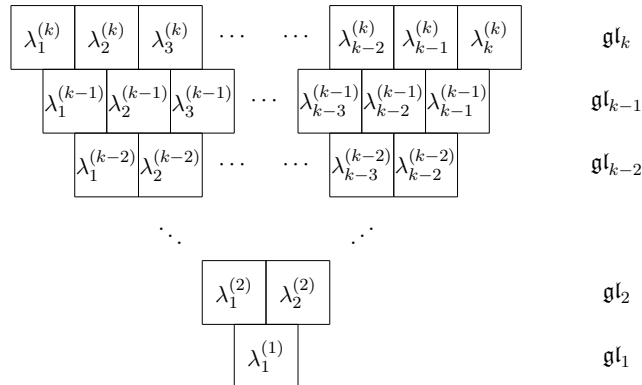 λ_1^{(k)} λ_2^{(k)} λ_3^{(k)} ⋯ ⋯ λ_{k−2}^{(k)} λ_{k−1}^{(k)} λ_k^{(k)} 𝔤𝔩_k
λ_1^{(k−1)} λ_2^{(k−1)} λ_3^{(k−1)} ⋯ λ_{k−3}^{(k−1)} λ_{k−2}^{(k−1)} λ_{k−1}^{(k−1)} 𝔤𝔩_{k−1}
λ_1^{(k−2)} λ_2^{(k−2)} ⋯ ⋯ λ_{k−3}^{(k−2)} λ_{k−2}^{(k−2)} 𝔤𝔩_{k−2}
⋱ ⋰
λ_1^{(2)} λ_2^{(2)} 𝔤𝔩_2
λ_1^{(1)} 𝔤𝔩_1